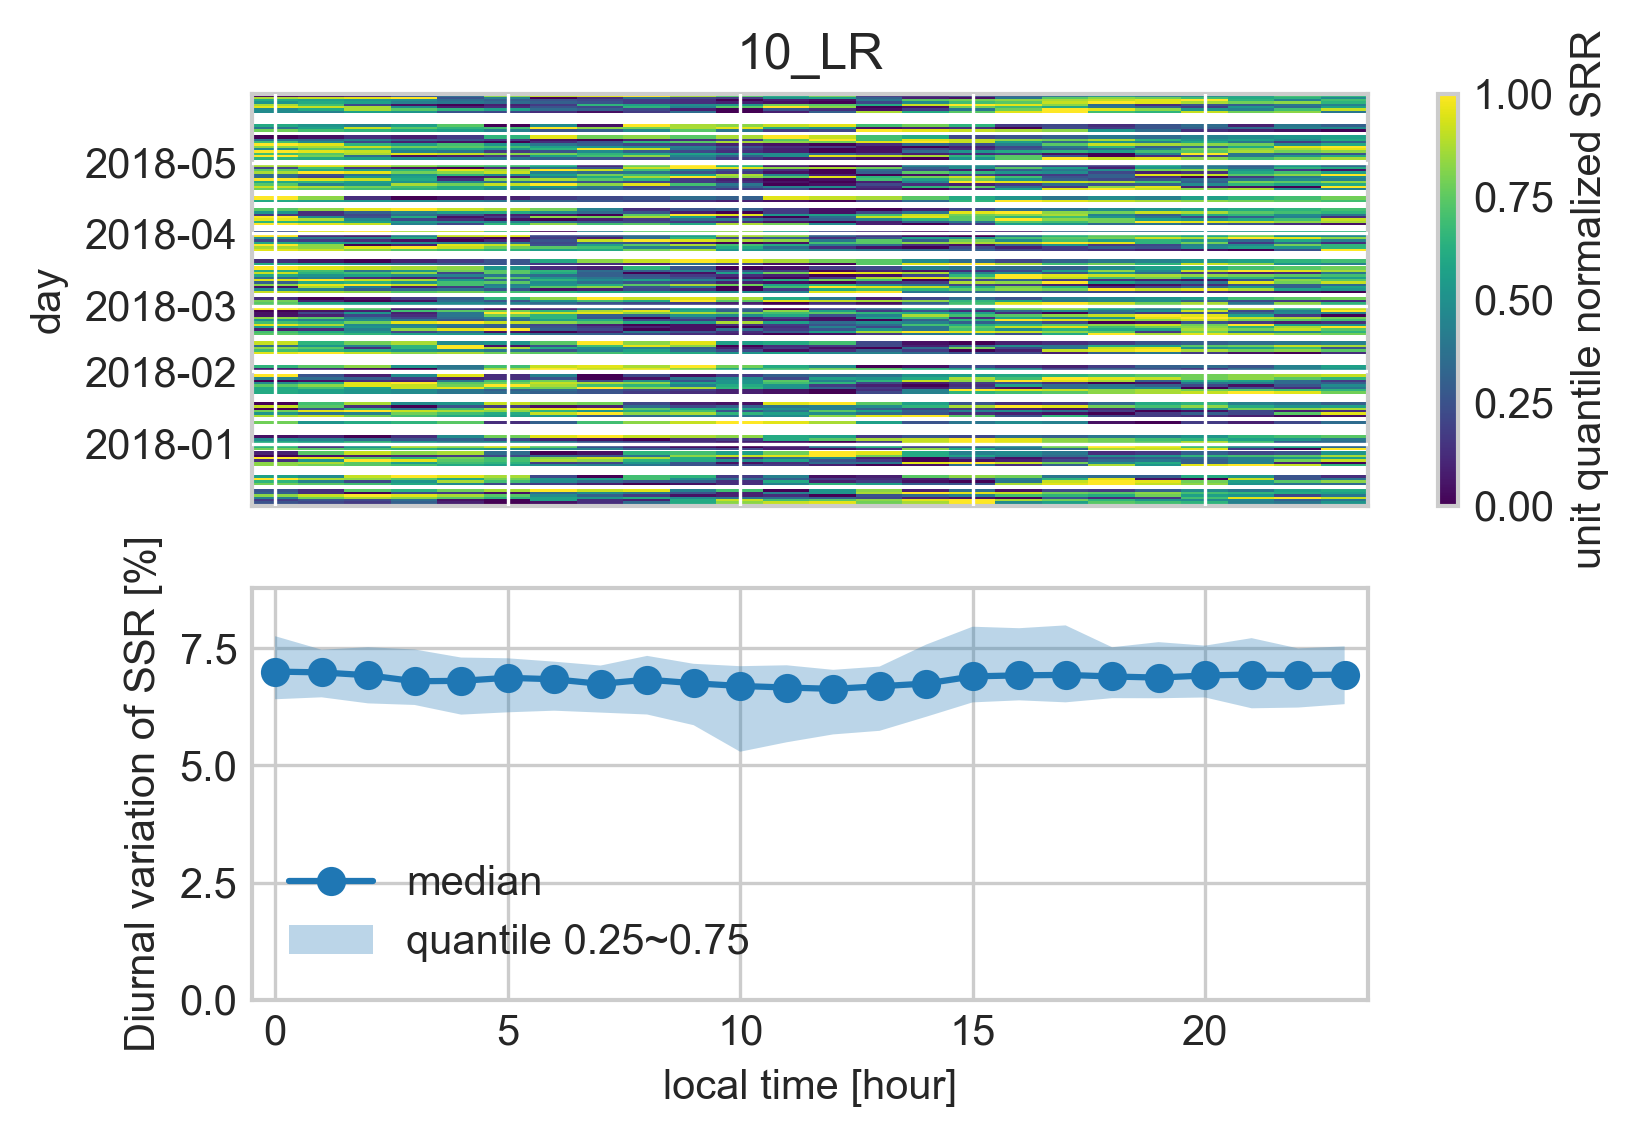 10_LR
day
2018-05
2018-04
2018-03
2018-02
2018-01
1.00
0.75
0.50
0.25
0.00
unit quantile normalized SRR
Diurnal variation of SSR [%]
7.5
5.0
2.5
0.0
median
quantile 0.25~0.75
0 5 10 15 20
local time [hour]